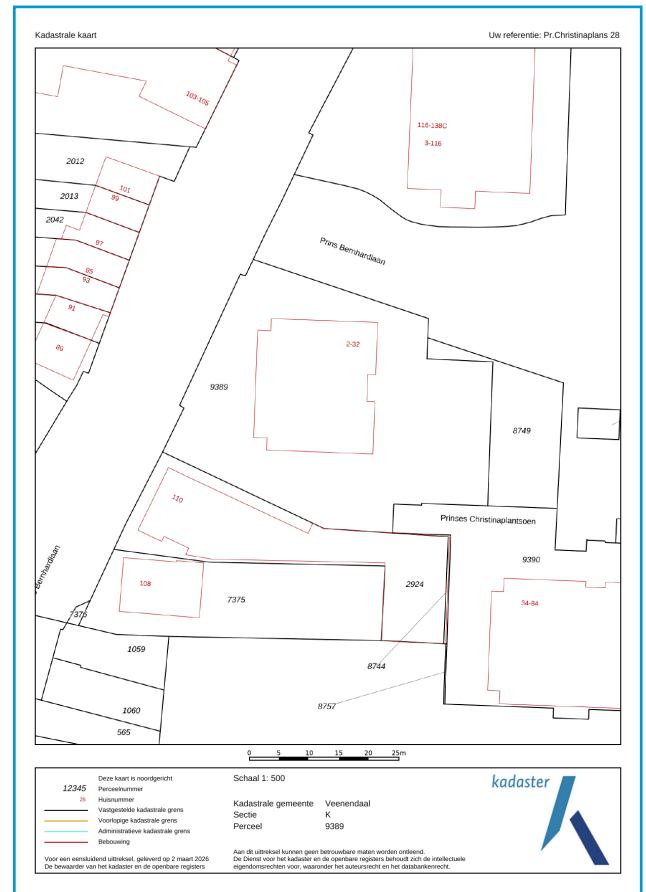 Kadastrale kaart
Uw referentie: Pr.Christinaplans 28
103-105
116-138C
3-116
2012
101
99
2013
2042
97
Prins Bernhardlaan
95
93
91
89
2-32
9389
8749
110
Prinses Christinaplantsoen
9390
108
7375
2924
34-84
Bernhardlaan
7376
1059
8744
8757
1060
565
0 5 10 15 20 25m
Deze kaart is noordgericht
12345 Perceelnummer
25 Huisnummer
Vastgestelde kadastrale grens
Voorlopige kadastrale grens
Administratieve kadastrale grens
Bebouwing
Voor een eensluidend uittreksel, geleverd op 2 maart 2026
De bewaarder van het kadaster en de openbare registers
Schaal 1: 500
Kadastrale gemeente Veenendaal
Sectie K
Perceel 9389
Aan dit uittreksel kunnen geen betrouwbare maten worden ontleend.
De Dienst voor het kadaster en de openbare registers behoudt zich de intellectuele
eigendomsrechten voor, waaronder het auteursrecht en het databankenrecht.
kadaster